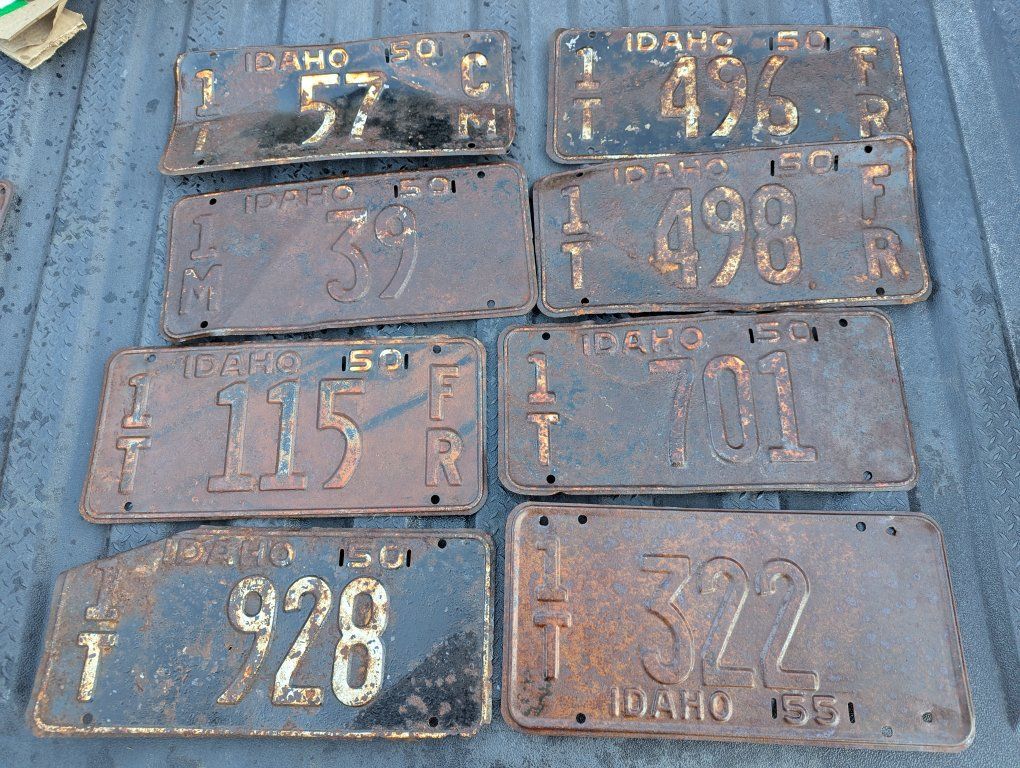 IDAHO 50
1/T 57 C/M
IDAHO 50
1/T 496 F/R
IDAHO 50
1/M 39
IDAHO 50
1/T 498 F/R
IDAHO 50
1/T 115 F/R
IDAHO 50
1/T 701
IDAHO 50
1/T 928
1/T 322
IDAHO 55